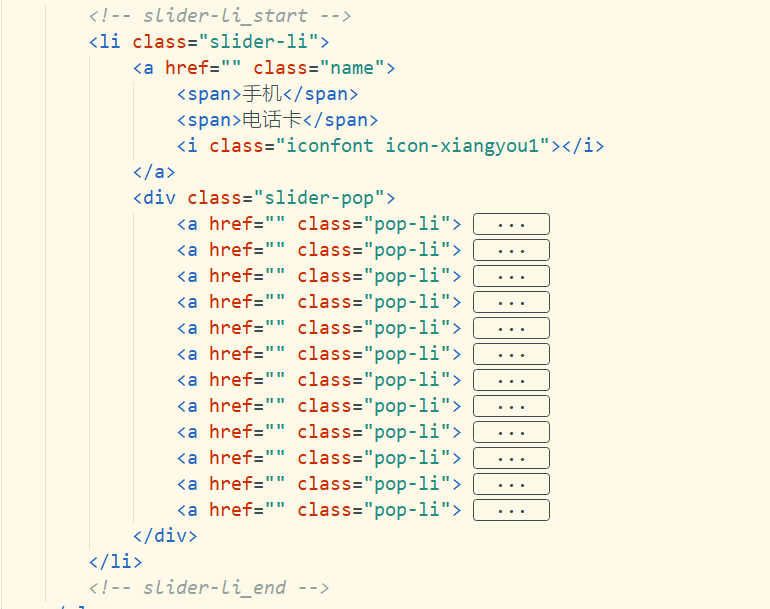 <!-- slider-li_start -->
<li class="slider-li">
<a href="" class="name">
<span>手机</span>
<span>电话卡</span>
<i class="iconfont icon-xiangyou1"></i>
</a>
<div class="slider-pop">
<a href="" class="pop-li"> ...
<a href="" class="pop-li"> ...
<a href="" class="pop-li"> ...
<a href="" class="pop-li"> ...
<a href="" class="pop-li"> ...
<a href="" class="pop-li"> ...
<a href="" class="pop-li"> ...
<a href="" class="pop-li"> ...
<a href="" class="pop-li"> ...
<a href="" class="pop-li"> ...
<a href="" class="pop-li"> ...
<a href="" class="pop-li"> ...
</div>
</li>
<!-- slider-li_end -->